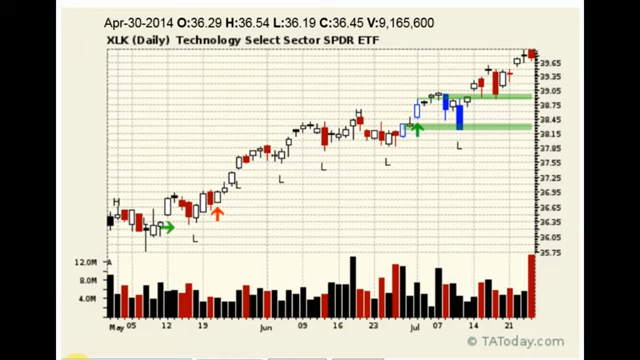 Apr-30-2014 O:36.29 H:36.54 L:36.19 C:36.45 V:9,165,600
XLK (Daily) Technology Select Sector SPDR ETF
39.65
39.05
38.75
38.45
38.15
37.85
37.55
37.25
36.95
36.65
36.35
36.05
35.75
H
H
L
L
L
L
L
L
L
12.0M
A
8.0M
4.0M
May 05 12 19 Jun 09 16 23 Jul 07 14 21
© TAToday.com